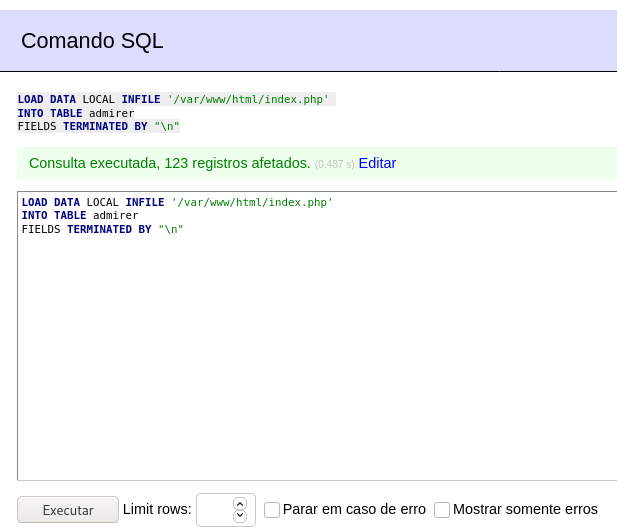 Comando SQL
LOAD DATA LOCAL INFILE '/var/www/html/index.php'
INTO TABLE admirer
FIELDS TERMINATED BY "\n"
Consulta executada, 123 registros afetados. (0.487 s) Editar
LOAD DATA LOCAL INFILE '/var/www/html/index.php'
INTO TABLE admirer
FIELDS TERMINATED BY "\n"
Executar Limit rows: Parar em caso de erro Mostrar somente erros